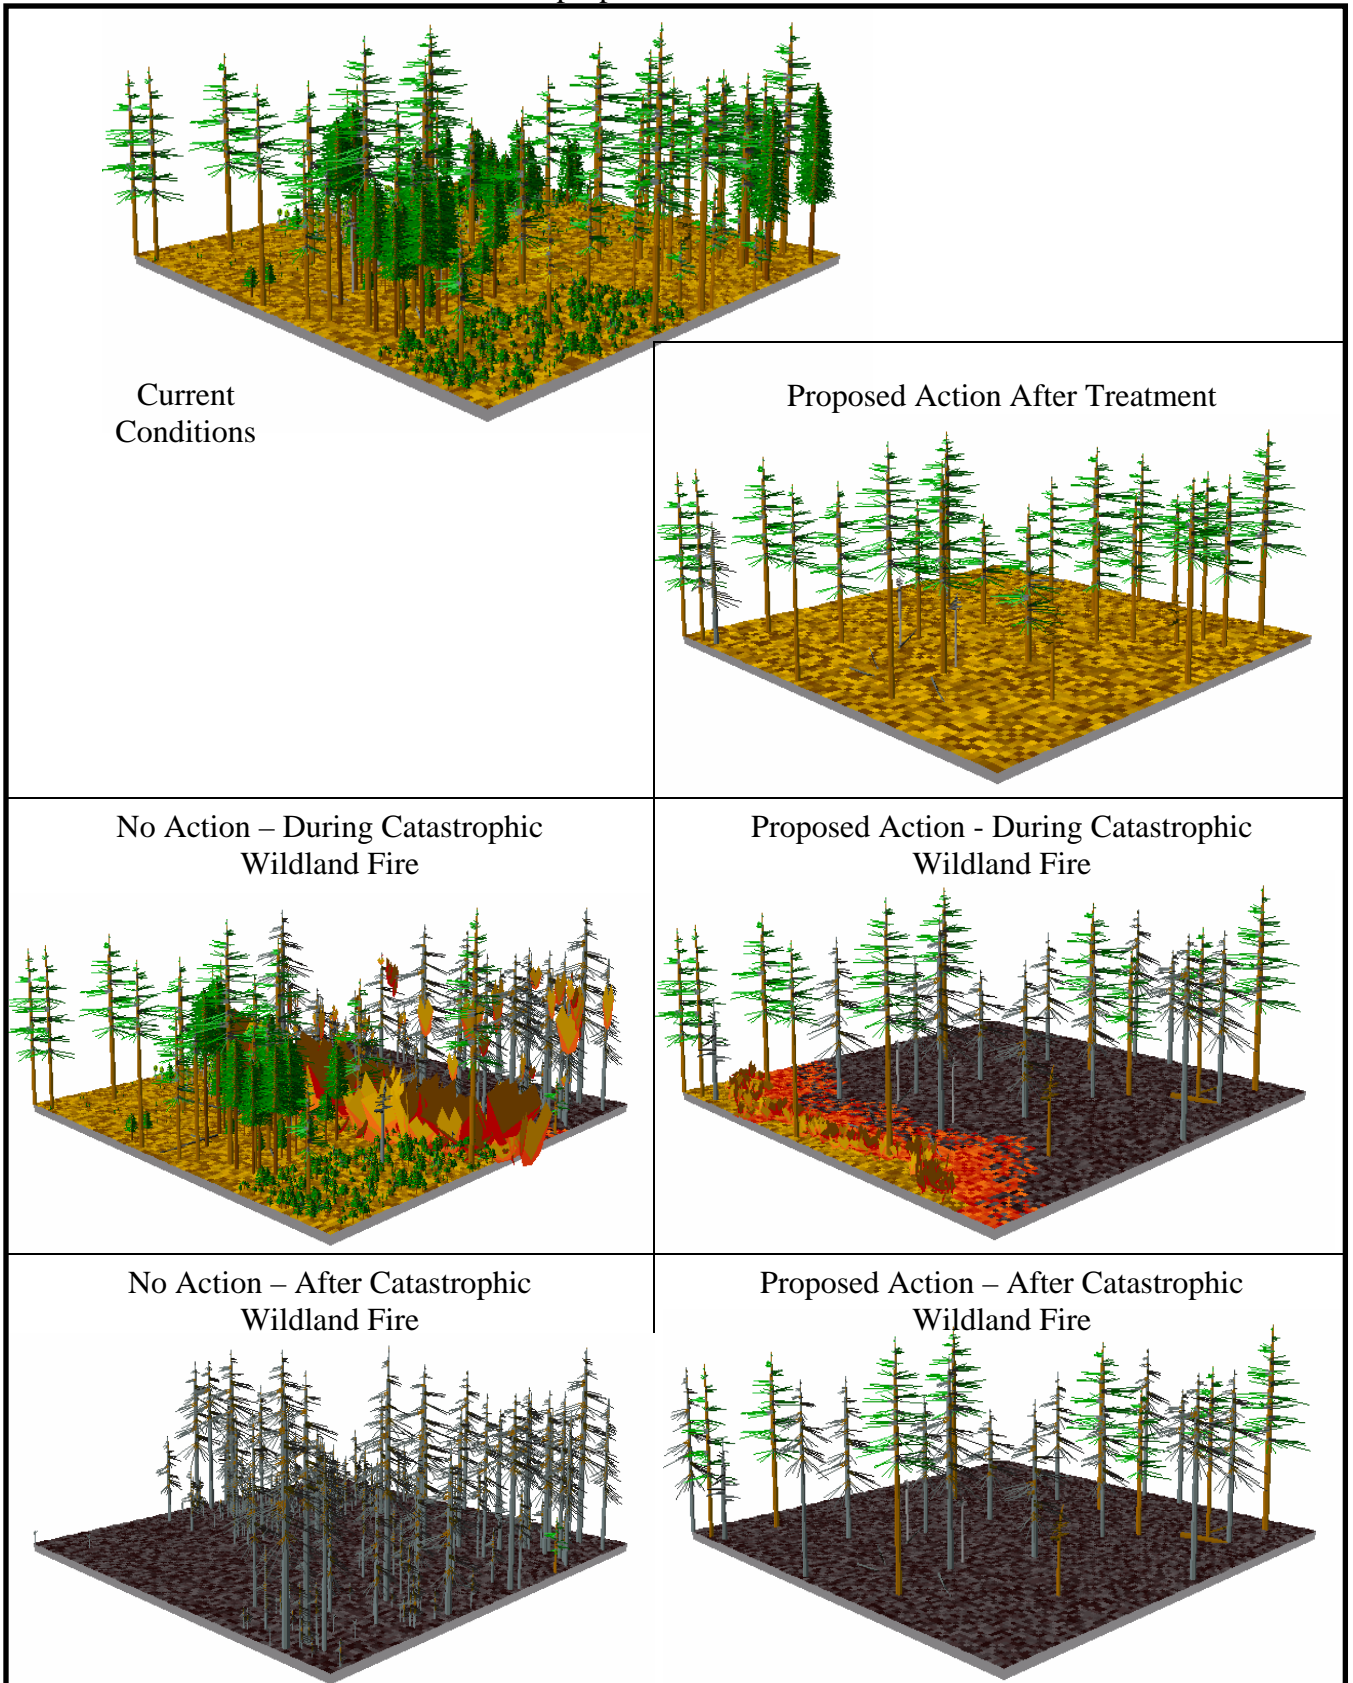 Current
Conditions
Proposed Action After Treatment
No Action – During Catastrophic
Wildland Fire
Proposed Action - During Catastrophic
Wildland Fire
No Action – After Catastrophic
Wildland Fire
Proposed Action – After Catastrophic
Wildland Fire